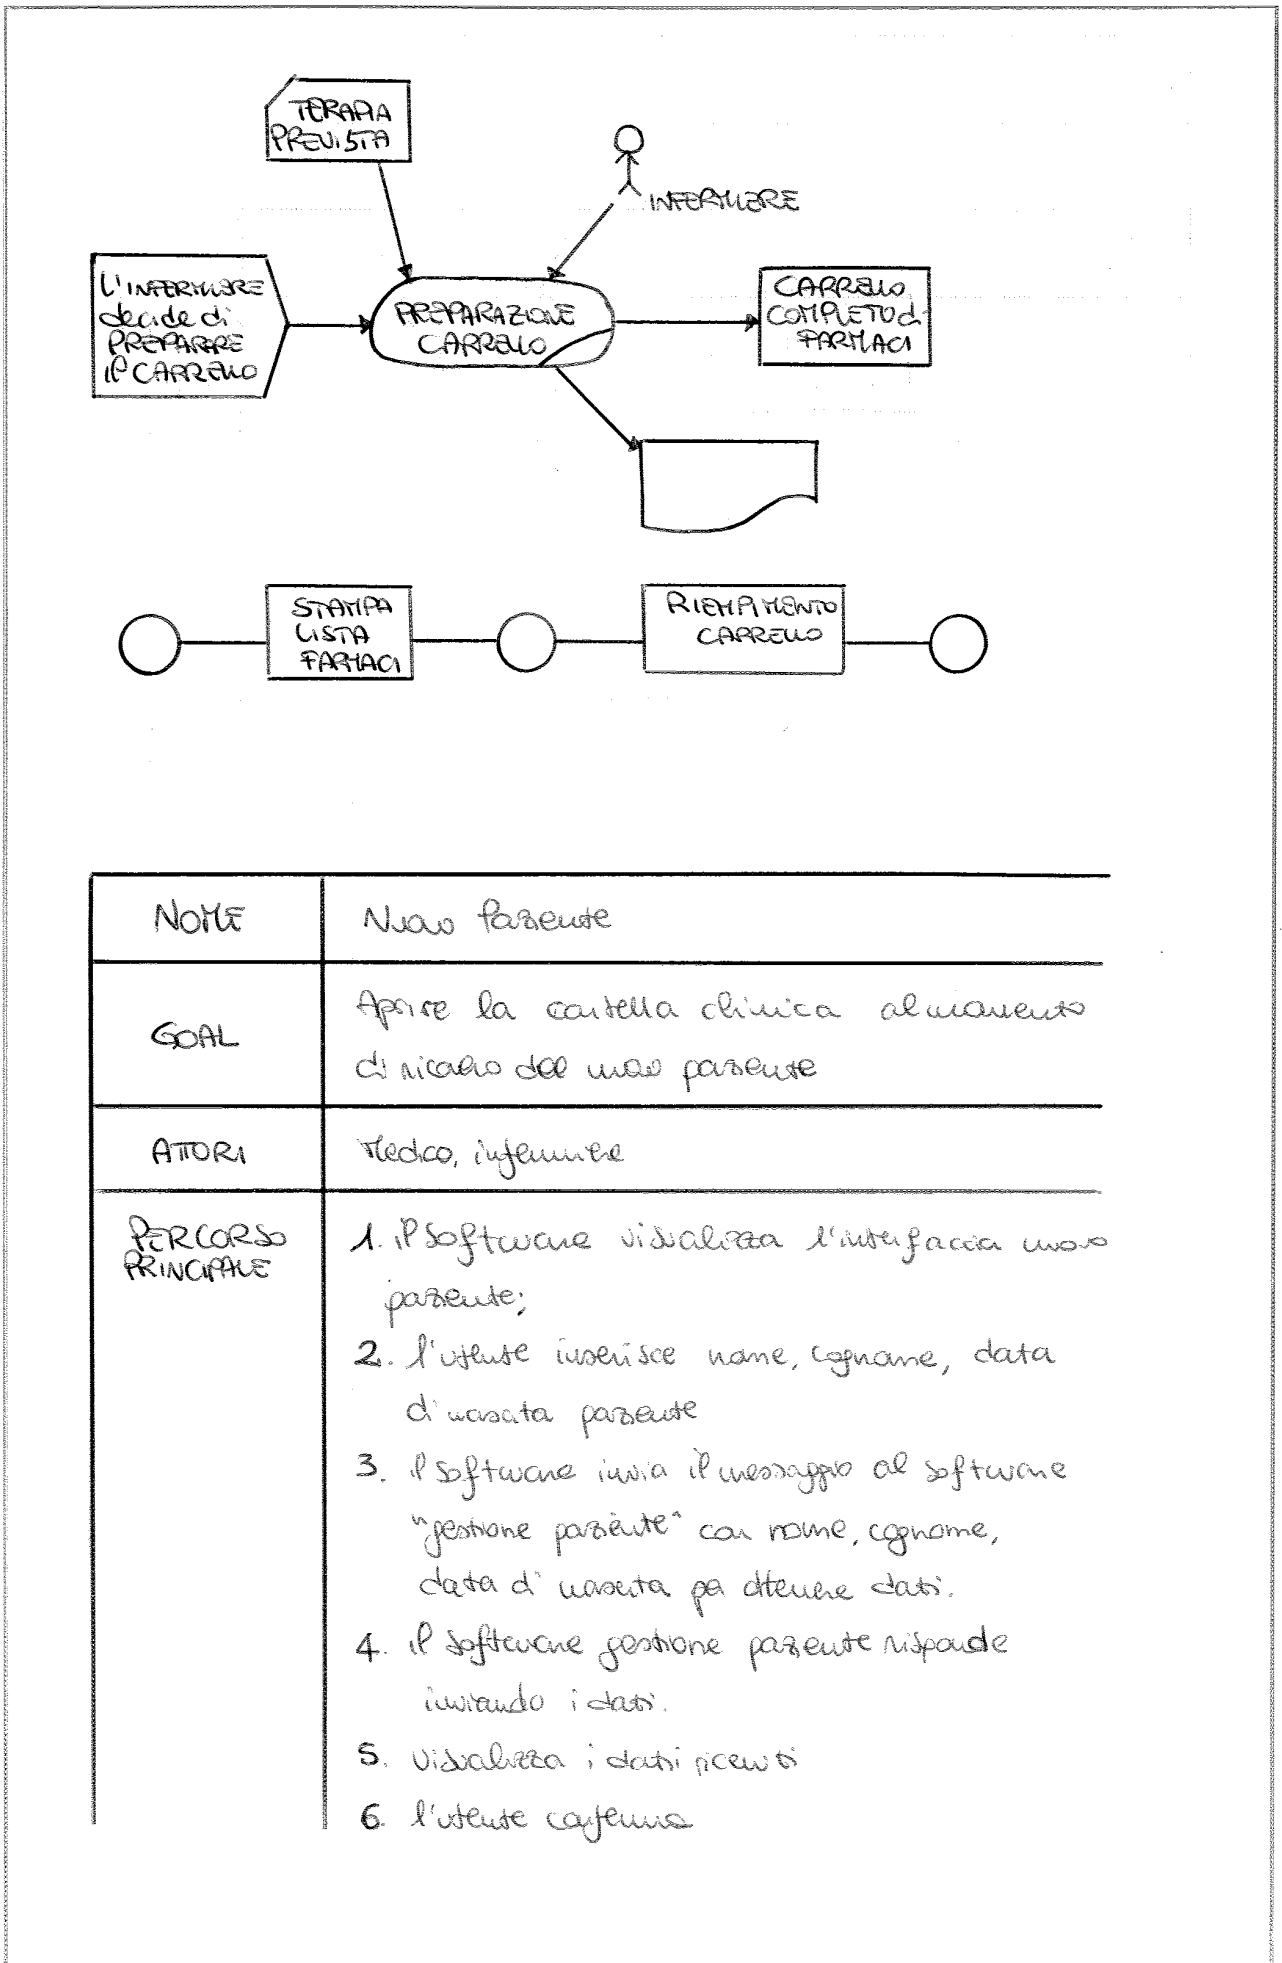 TERAPIA
PREVISTA
INFERMIERE
L'INFERMIERE
decide di
PREPARARE
il CARRELLO
PREPARAZIONE
CARRELLO
CARRELLO
COMPLETO di
FARMACI
STAMPA
LISTA
FARMACI
RIEMPIMENTO
CARRELLO
NOME
Nuovo Paziente
GOAL
Aprire la cartella clinica al momento
di ricovero del nuovo paziente
ATTORI
Medico, infermiere
PERCORSO
PRINCIPALE
1. il software visualizza l'interfaccia nuovo
paziente;
2. l'utente inserisce nome, cognome, data
di nascita paziente
3. il software invia il messaggio al software
"gestione paziente" con nome, cognome,
data di nascita per ottenere dati.
4. il software gestione paziente risponde
inviando i dati.
5. visualizza i dati ricevuti
6. l'utente conferma